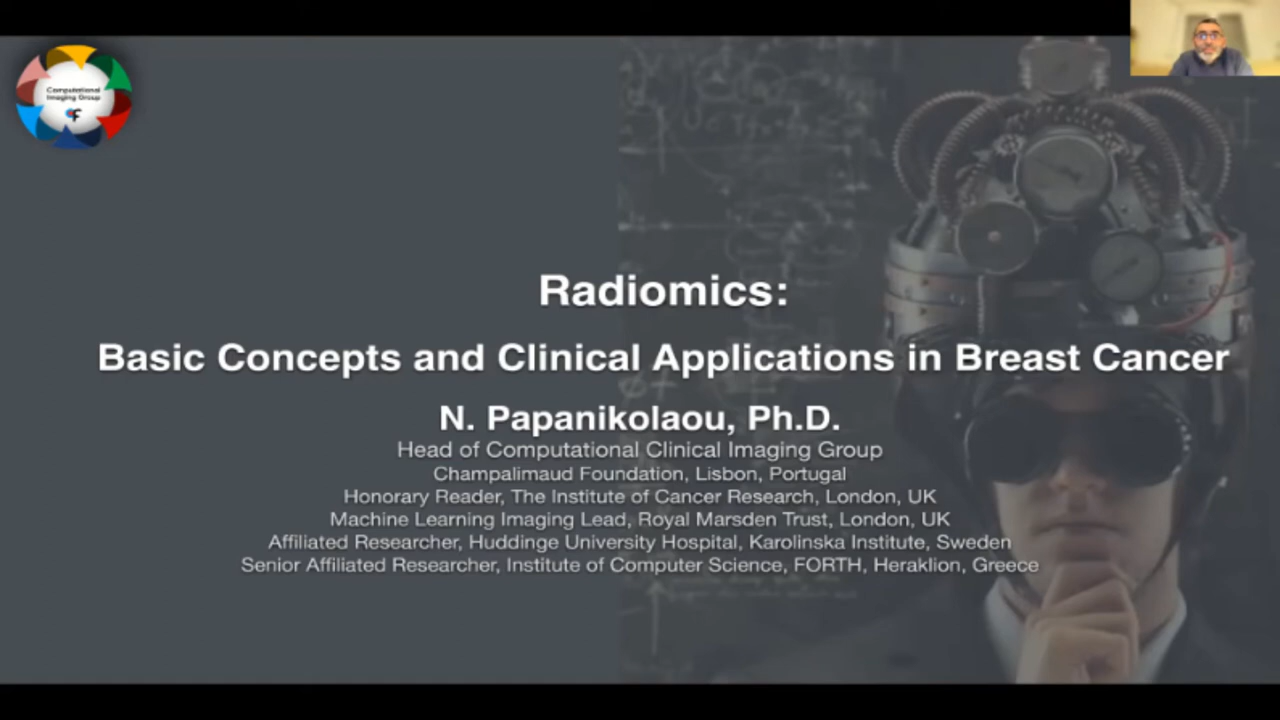 Computational
Imaging Group
Radiomics:
Basic Concepts and Clinical Applications in Breast Cancer
N. Papanikolaou, Ph.D.
Head of Computational Clinical Imaging Group
Champalimaud Foundation, Lisbon, Portugal
Honorary Reader, The Institute of Cancer Research, London, UK
Machine Learning Imaging Lead, Royal Marsden Trust, London, UK
Affiliated Researcher, Huddinge University Hospital, Karolinska Institute, Sweden
Senior Affiliated Researcher, Institute of Computer Science, FORTH, Heraklion, Greece